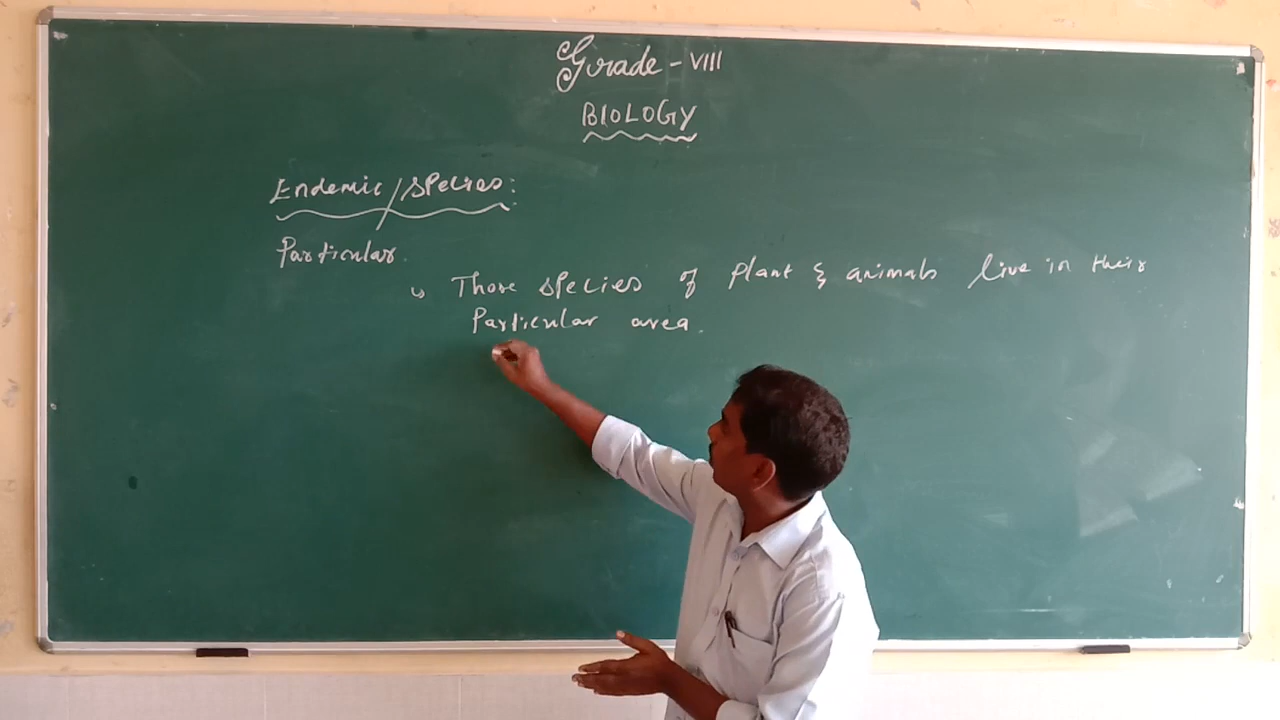 Grade - VIII
BIOLOGY
Endemic / Species:
Particular.
Those species of plant & animals live in their
Particular area.